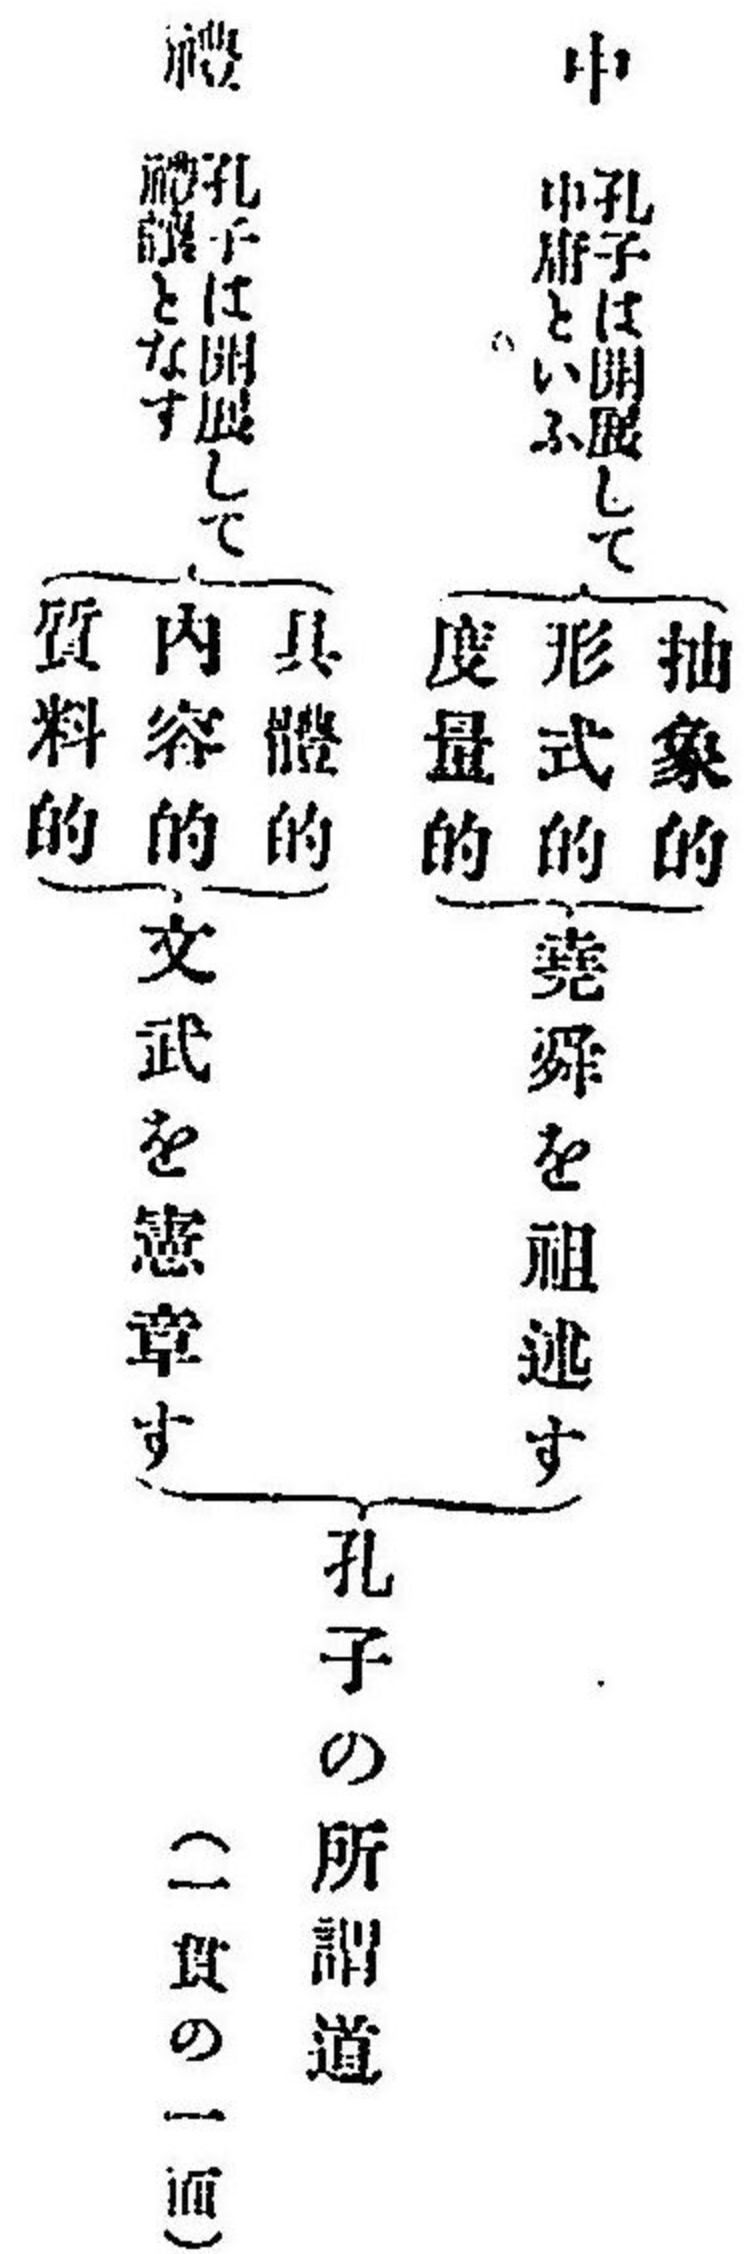 中
孔子は開展して
中庸といふ
抽象的
形式的
度量的
堯舜を祖述す
禮
孔子は開展して
禮讓となす
具體的
内容的
質料的
文武を憲章す
孔子の所謂道
(一貫の一面)